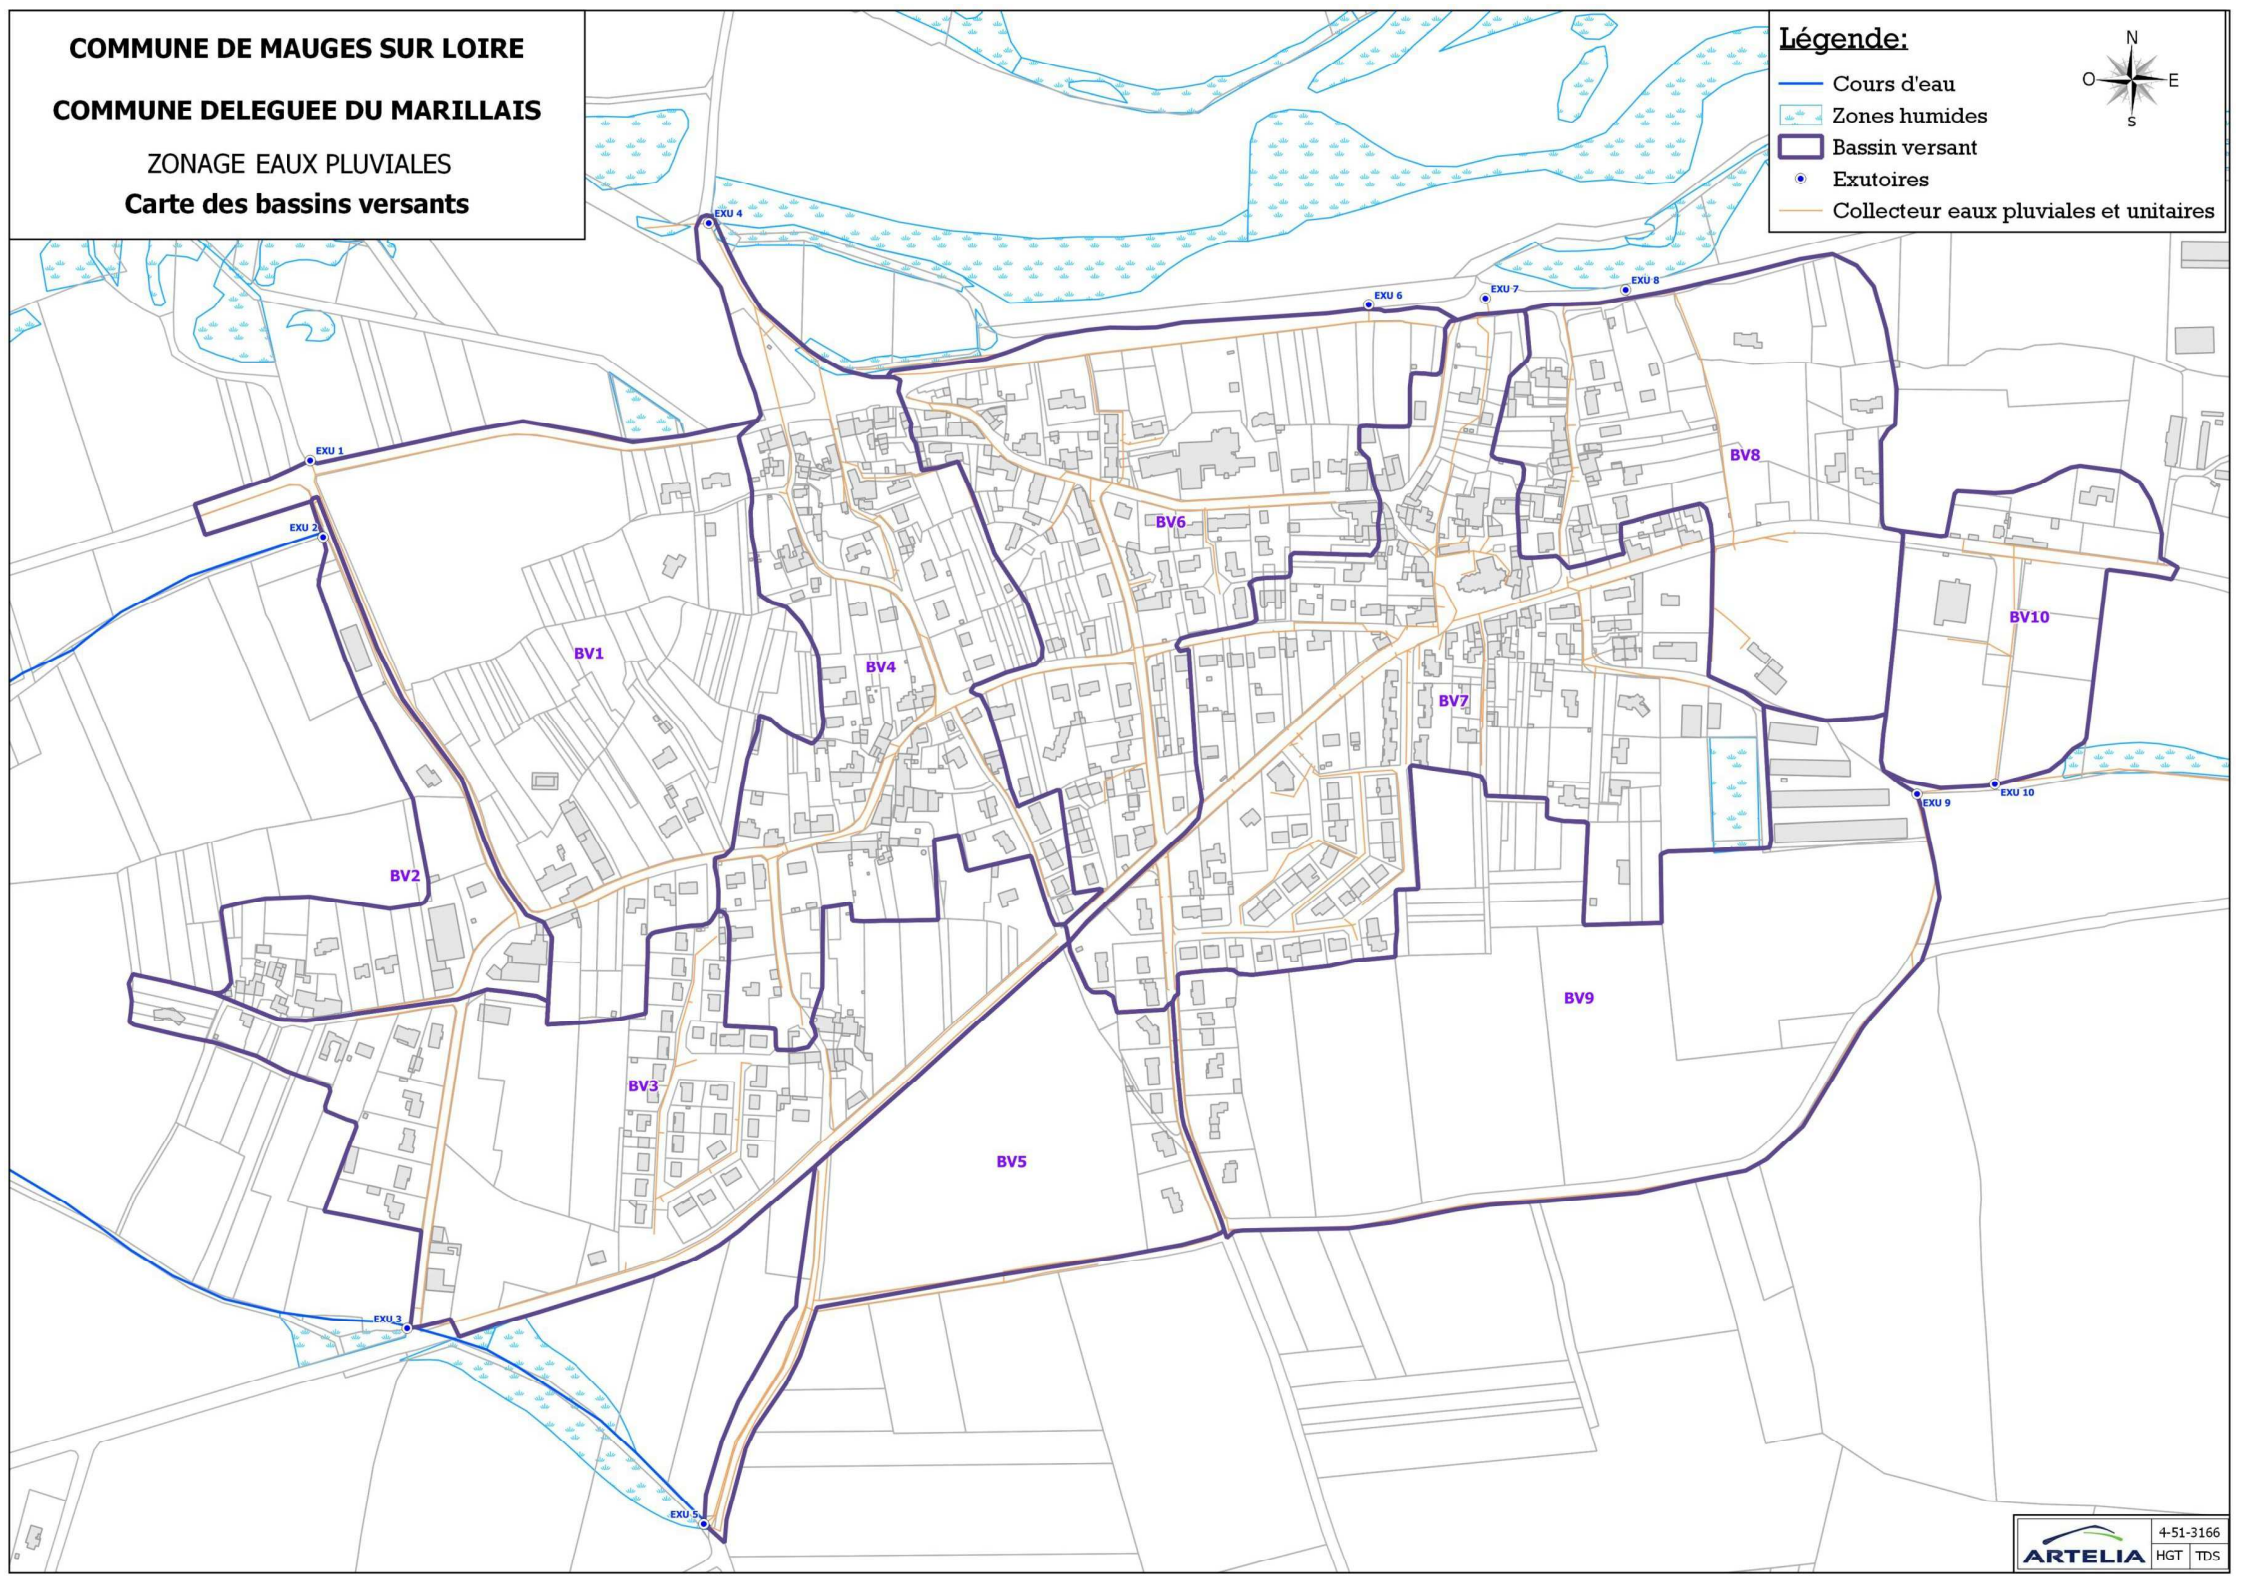 COMMUNE DE MAUGES SUR LOIRE
COMMUNE DELEGUEE DU MARILLAIS
ZONAGE EAUX PLUVIALES
Carte des bassins versants
Légende:
N
O
E
S
Cours d'eau
Zones humides
Bassin versant
Exutoires
Collecteur eaux pluviales et unitaires
EXU 4
EXU 8
EXU 7
EXU 6
EXU 1
BV8
BV6
EXU 2
BV10
BV1
BV4
BV7
EXU 10
EXU 9
BV2
BV9
BV3
BV5
EXU 3
EXU 5
ARTELIA
4-51-3166
HGT
TDS